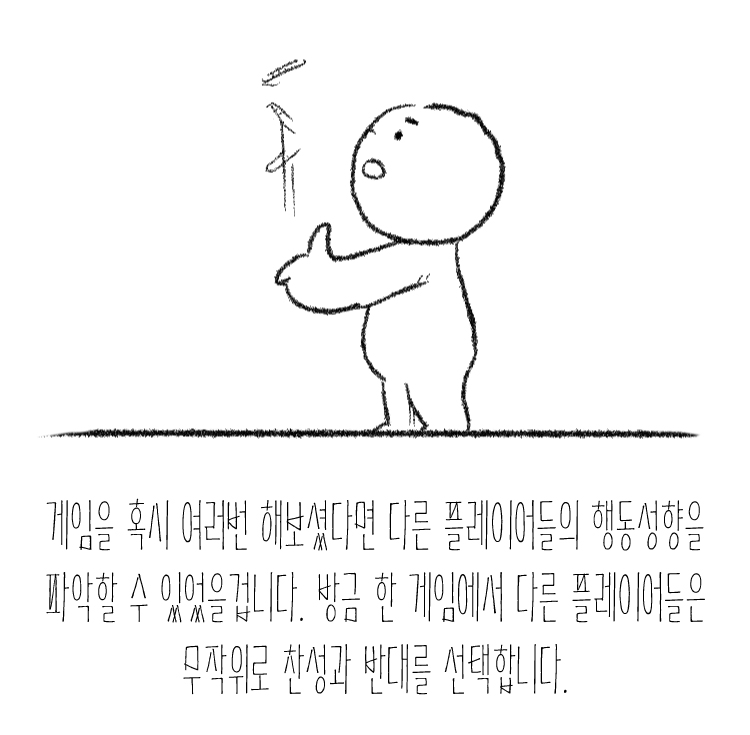 게임을 혹시 여러번 해보셨다면 다른 플레이어들의 행동성향을
파악할 수 있었을겁니다. 방금 한 게임에서 다른 플레이어들은
무작위로 찬성과 반대를 선택합니다.